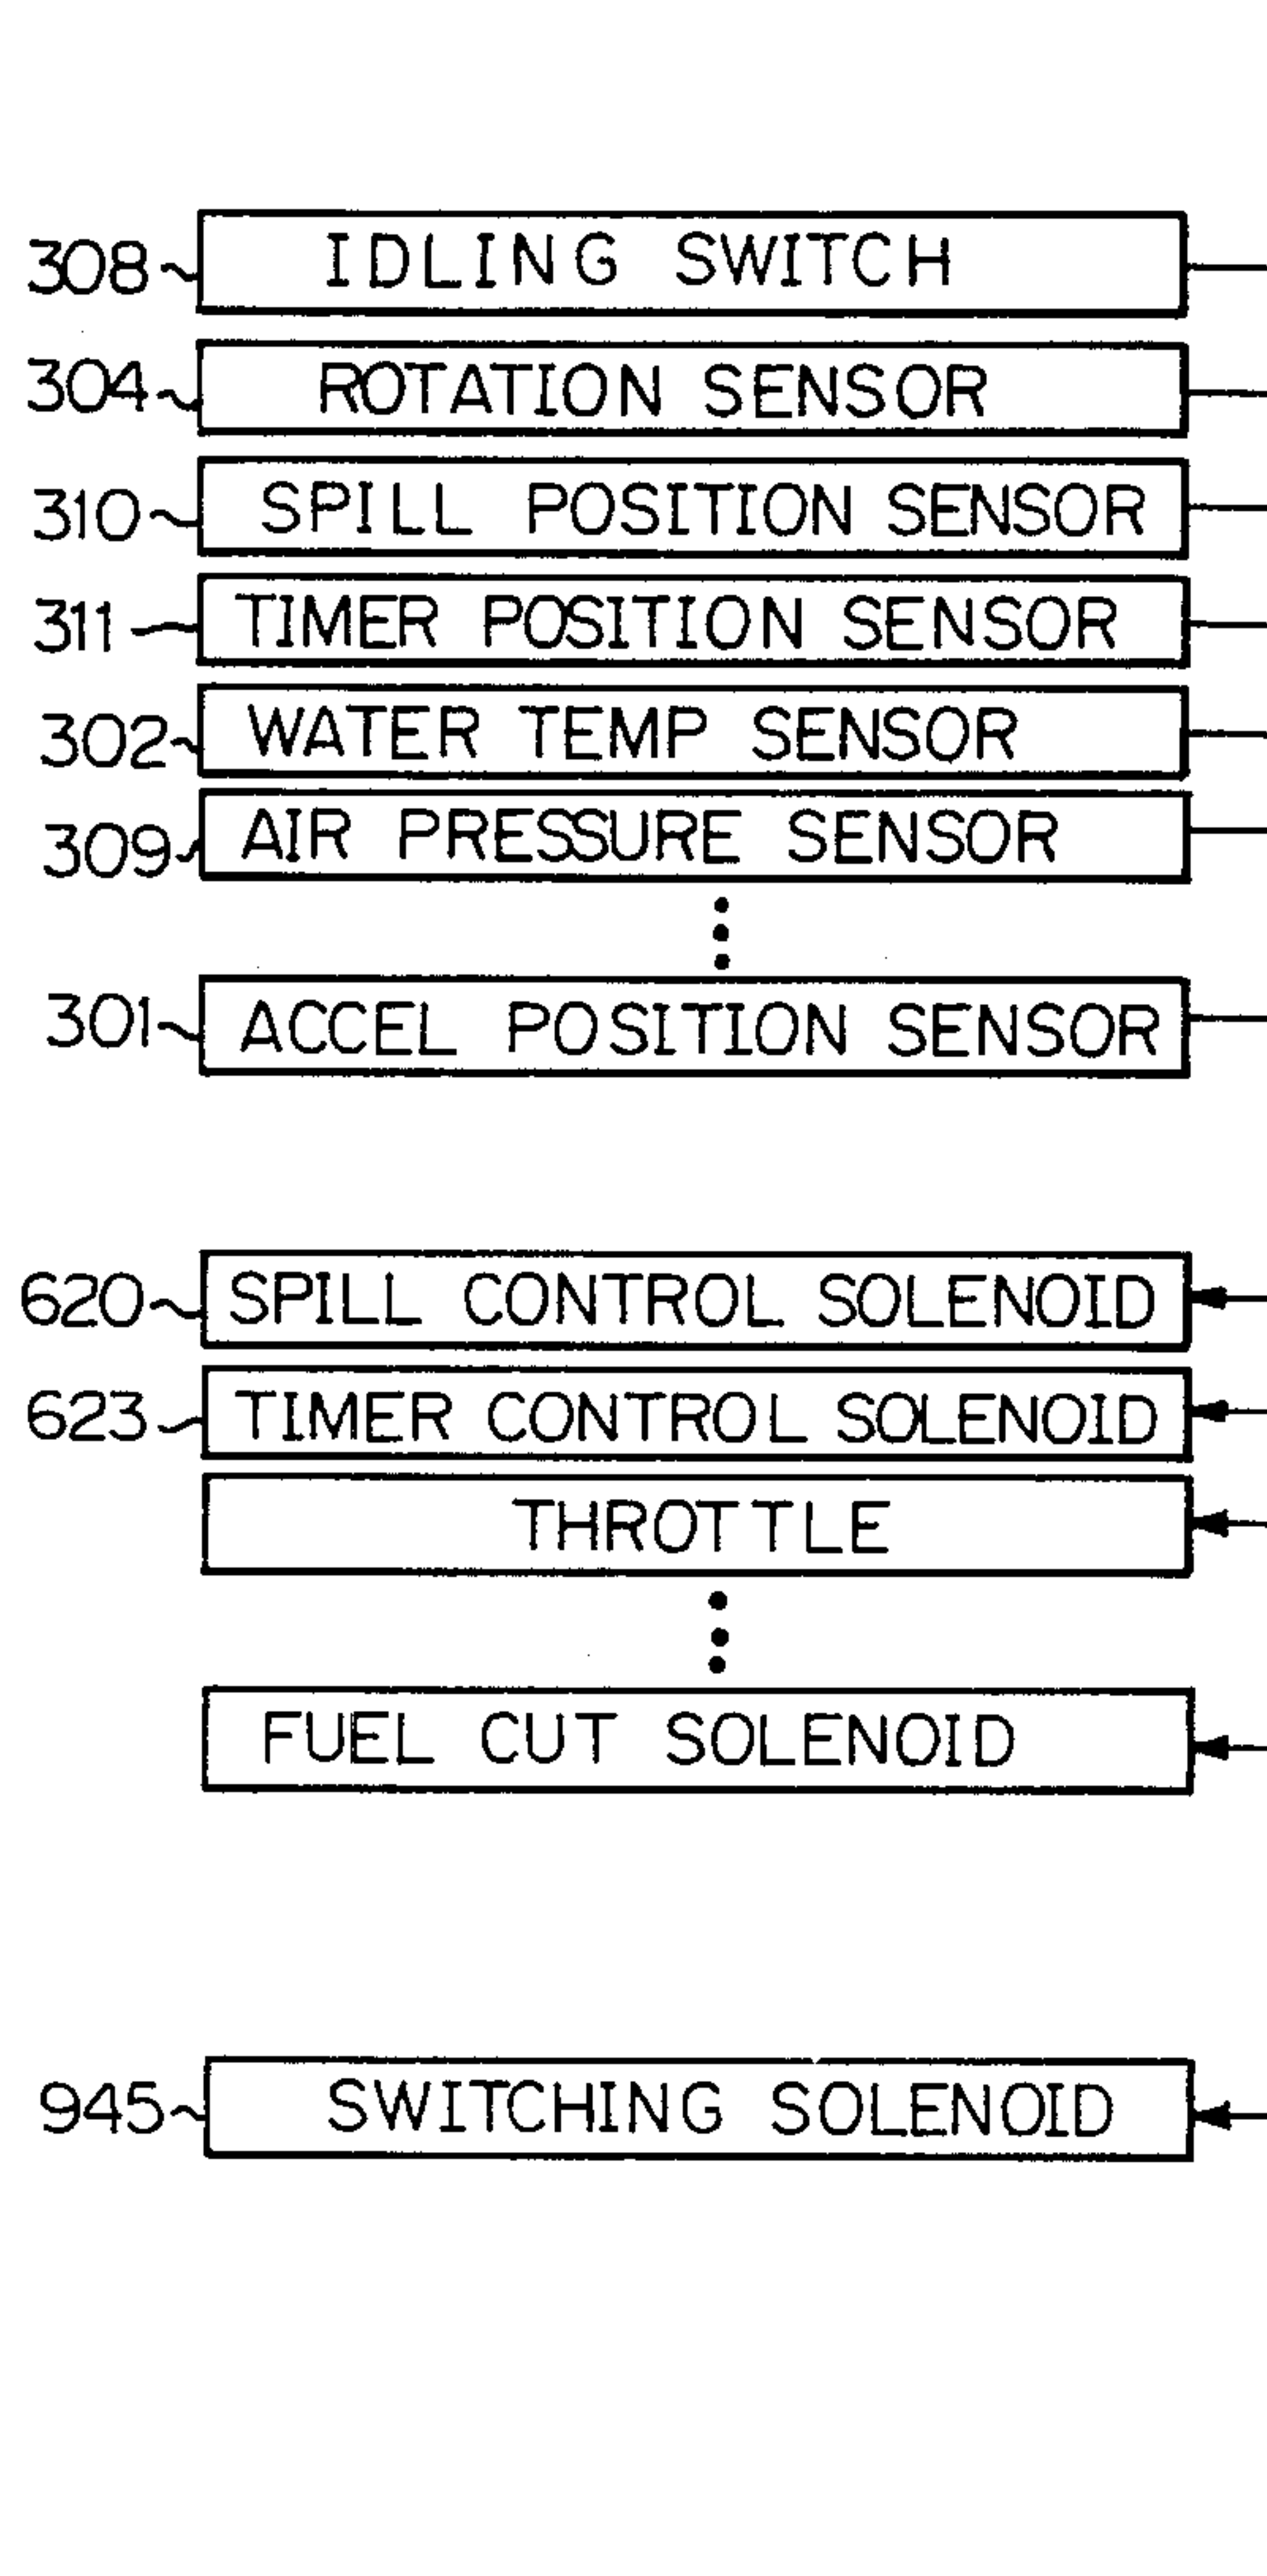 308 IDLING SWITCH
304 ROTATION SENSOR
310 SPILL POSITION SENSOR
311 TIMER POSITION SENSOR
302 WATER TEMP SENSOR
309 AIR PRESSURE SENSOR
301 ACCEL POSITION SENSOR
620 SPILL CONTROL SOLENOID
623 TIMER CONTROL SOLENOID
THROTTLE
FUEL CUT SOLENOID
945 SWITCHING SOLENOID